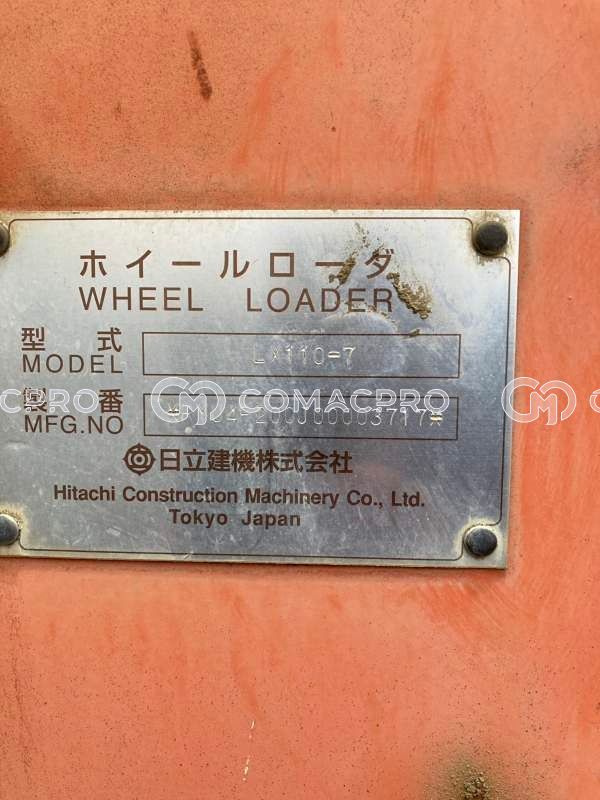 ホイールローダ
WHEEL LOADER
型式
MODEL
LX110-7
製番
MFG.NO
COMACPRO
日立建機株式会社
Hitachi Construction Machinery Co., Ltd.
Tokyo Japan